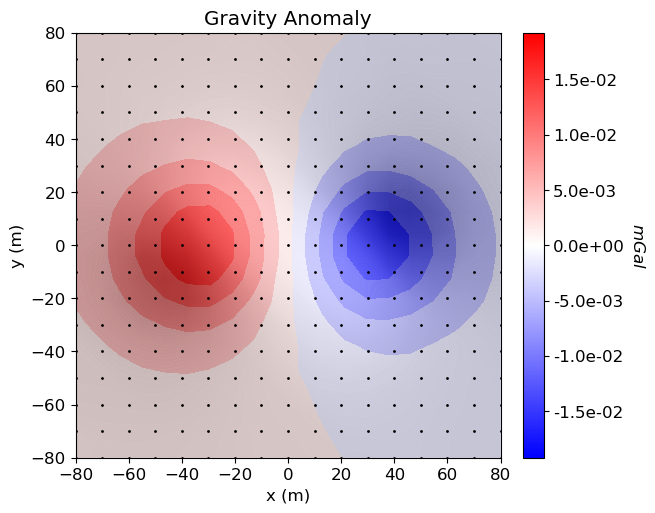 Gravity Anomaly
80
60
40
20
0
−20
−40
−60
−80
y (m)
−80 −60 −40 −20 0 20 40 60 80
x (m)
1.5e-02
1.0e-02
5.0e-03
0.0e+00
-5.0e-03
-1.0e-02
-1.5e-02
mGal